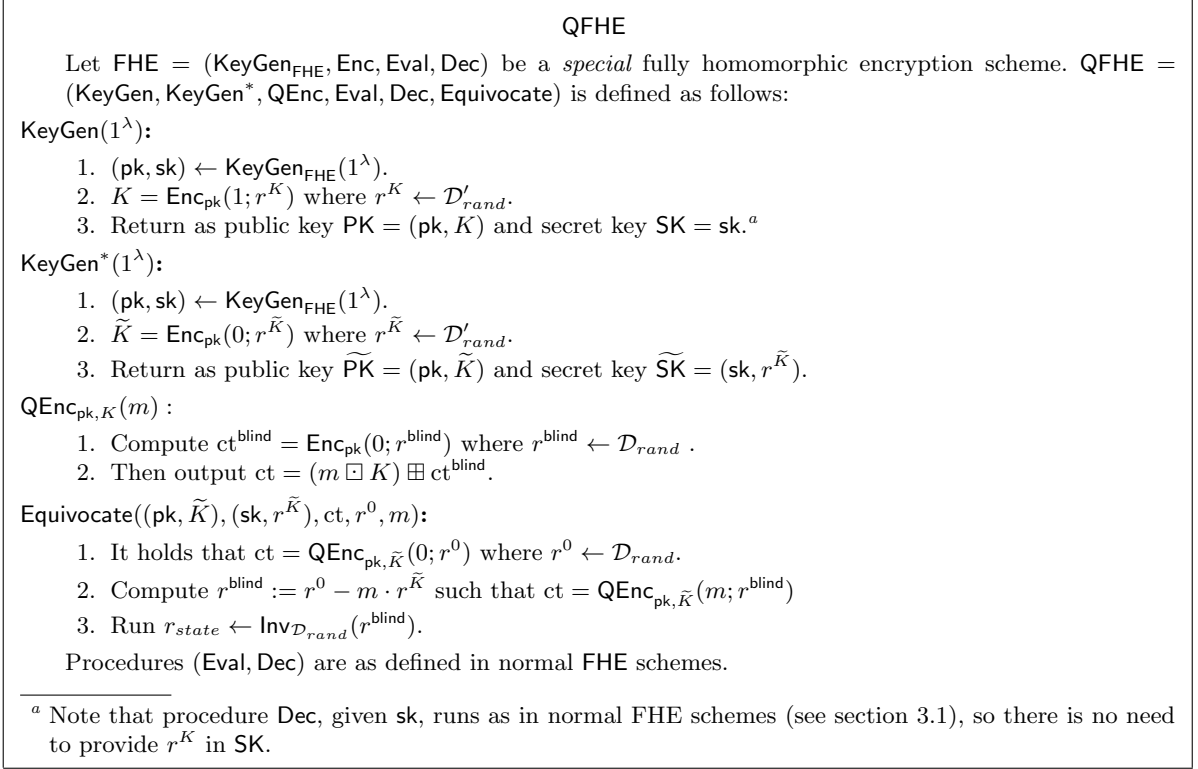 QFHE
Let FHE = (KeyGen_FHE, Enc, Eval, Dec) be a special fully homomorphic encryption scheme. QFHE =
(KeyGen, KeyGen*, QEnc, Eval, Dec, Equivocate) is defined as follows:
KeyGen(1^λ):
1. (pk, sk) ← KeyGen_FHE(1^λ).
2. K = Enc_pk(1; r^K) where r^K ← D′_rand.
3. Return as public key PK = (pk, K) and secret key SK = sk.^a
KeyGen*(1^λ):
1. (pk, sk) ← KeyGen_FHE(1^λ).
2. K̃ = Enc_pk(0; r^K̃) where r^K̃ ← D′_rand.
3. Return as public key P̃K̃ = (pk, K̃) and secret key S̃K̃ = (sk, r^K̃).
QEnc_pk,K(m) :
1. Compute ct^blind = Enc_pk(0; r^blind) where r^blind ← D_rand .
2. Then output ct = (m ⊡ K) ⊞ ct^blind.
Equivocate((pk, K̃), (sk, r^K̃), ct, r^0, m):
1. It holds that ct = QEnc_pk,K̃(0; r^0) where r^0 ← D_rand.
2. Compute r^blind := r^0 − m · r^K̃ such that ct = QEnc_pk,K̃(m; r^blind)
3. Run r_state ← Inv_D_rand(r^blind).
Procedures (Eval, Dec) are as defined in normal FHE schemes.
^a Note that procedure Dec, given sk, runs as in normal FHE schemes (see section 3.1), so there is no need
to provide r^K in SK.